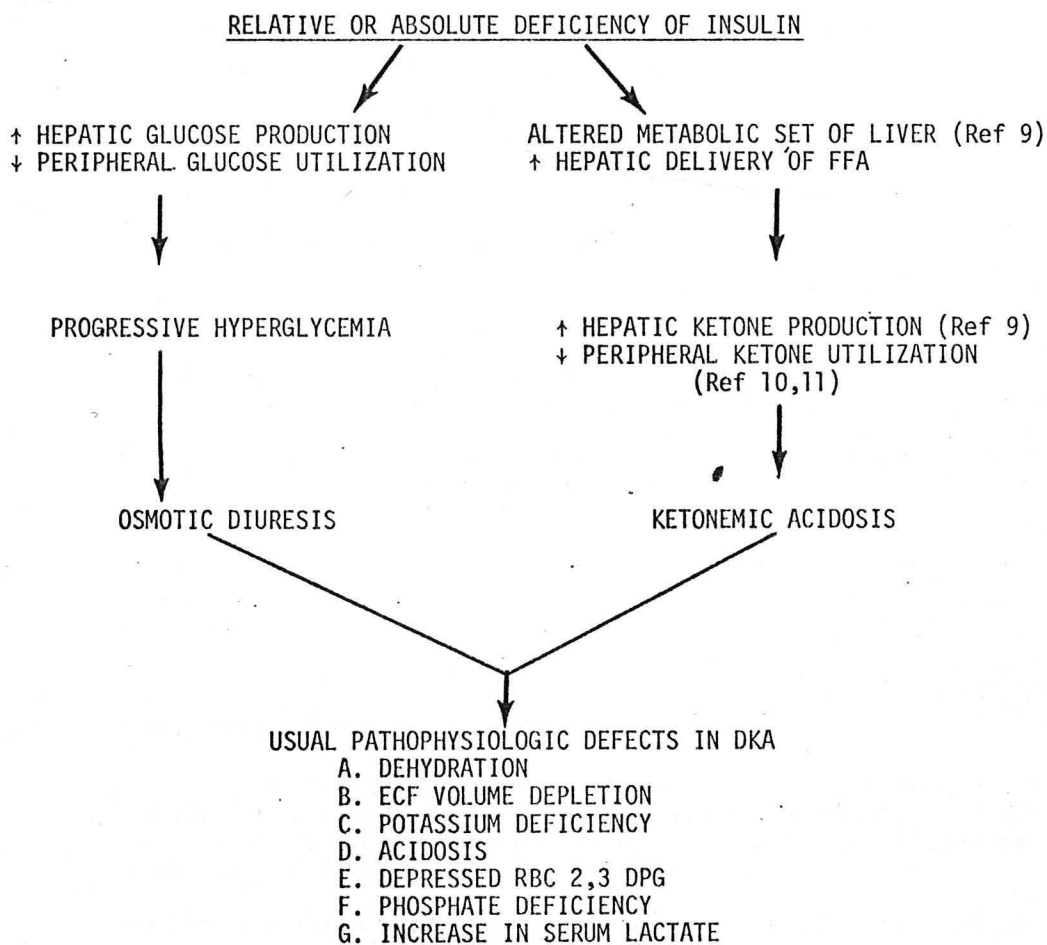 RELATIVE OR ABSOLUTE DEFICIENCY OF INSULIN
↑ HEPATIC GLUCOSE PRODUCTION
↓ PERIPHERAL GLUCOSE UTILIZATION
ALTERED METABOLIC SET OF LIVER (Ref 9)
↑ HEPATIC DELIVERY OF FFA
PROGRESSIVE HYPERGLYCEMIA
↑ HEPATIC KETONE PRODUCTION (Ref 9)
↓ PERIPHERAL KETONE UTILIZATION
(Ref 10,11)
OSMOTIC DIURESIS
KETONEMIC ACIDOSIS
USUAL PATHOPHYSIOLOGIC DEFECTS IN DKA
A. DEHYDRATION
B. ECF VOLUME DEPLETION
C. POTASSIUM DEFICIENCY
D. ACIDOSIS
E. DEPRESSED RBC 2,3 DPG
F. PHOSPHATE DEFICIENCY
G. INCREASE IN SERUM LACTATE